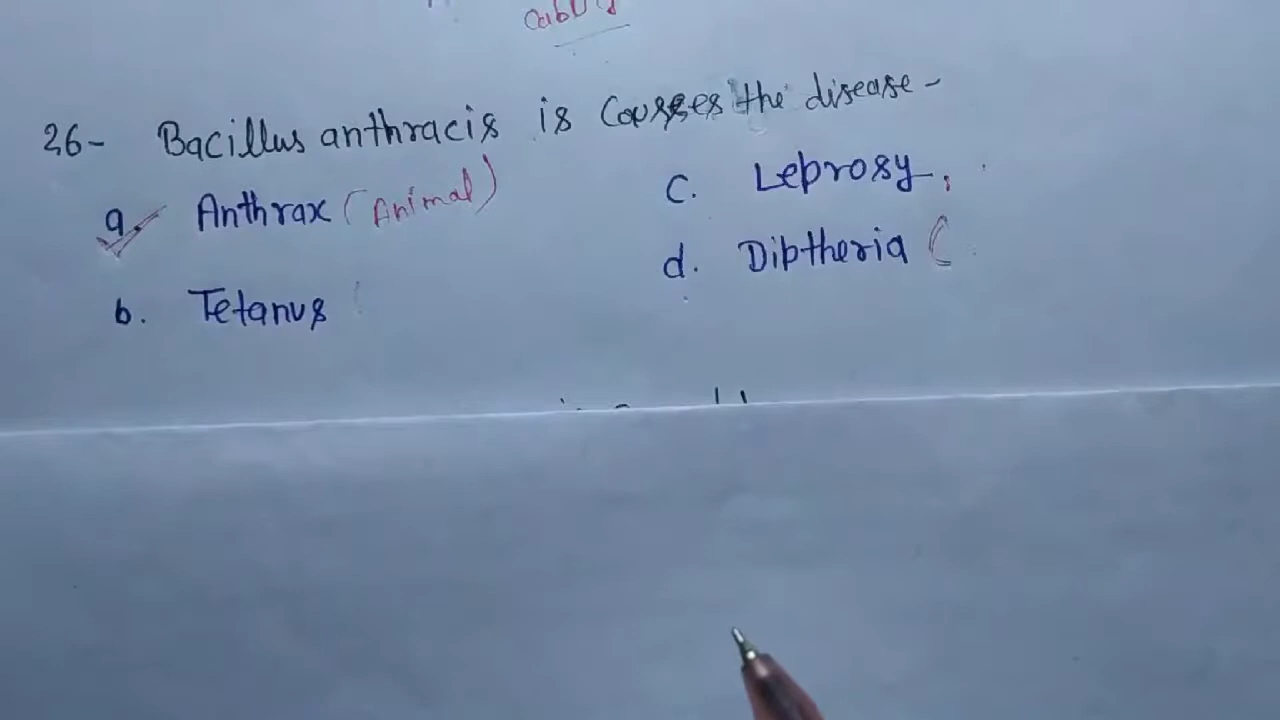 26- Bacillus anthracis is Causes the disease-
a. Anthrax (Animal)
b. Tetanus
c. Leprosy
d. Diptheria (